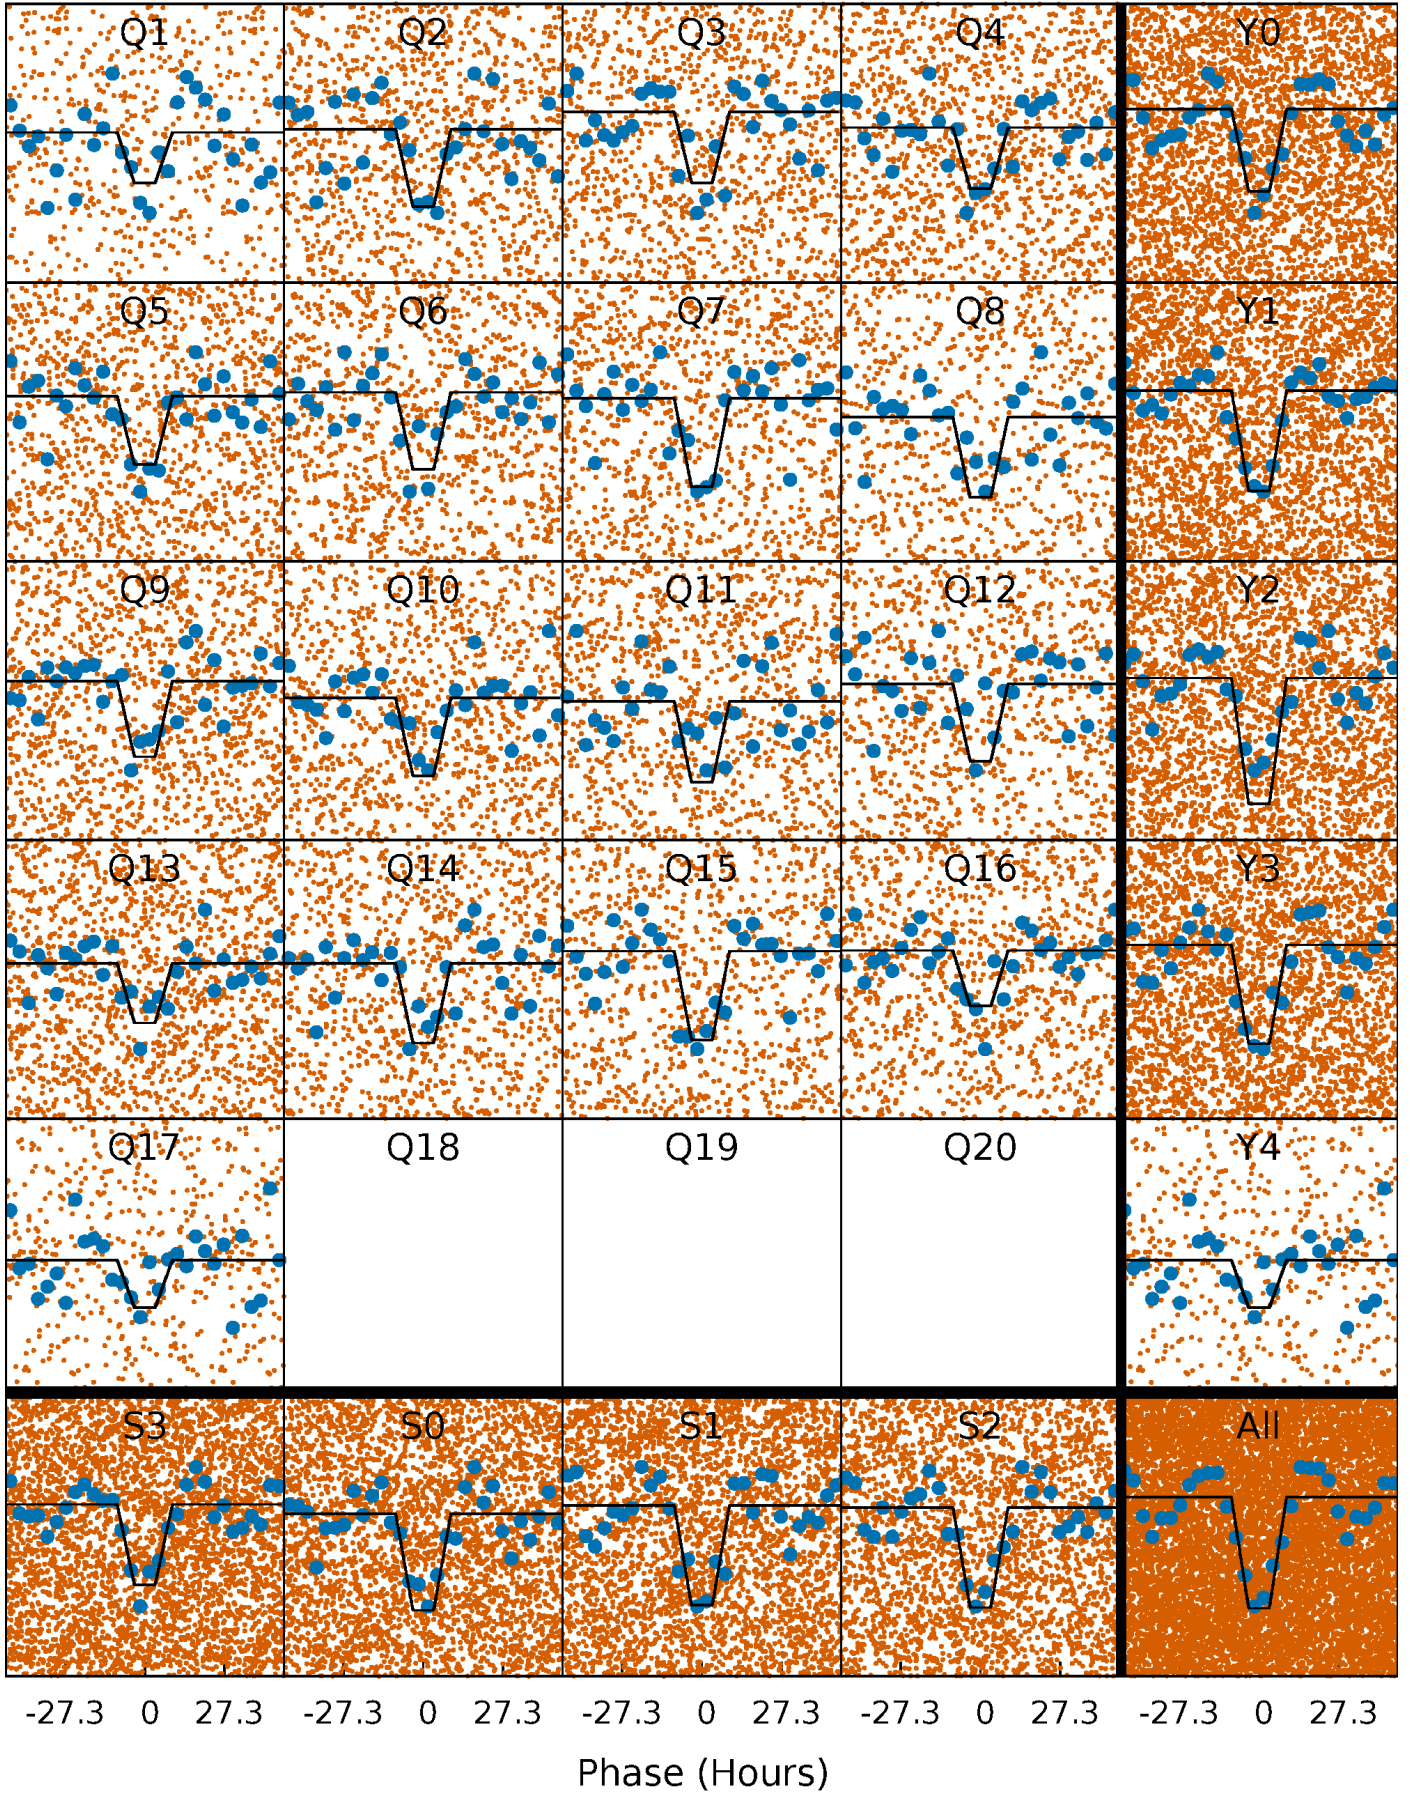 Q1 Q2 Q3 Q4 Y0
Q5 Q6 Q7 Q8 Y1
Q9 Q10 Q11 Q12 Y2
Q13 Q14 Q15 Q16 Y3
Q17 Q18 Q19 Q20 Y4
S3 S0 S1 S2 All
-27.3 0 27.3 -27.3 0 27.3 -27.3 0 27.3 -27.3 0 27.3 -27.3 0 27.3
Phase (Hours)